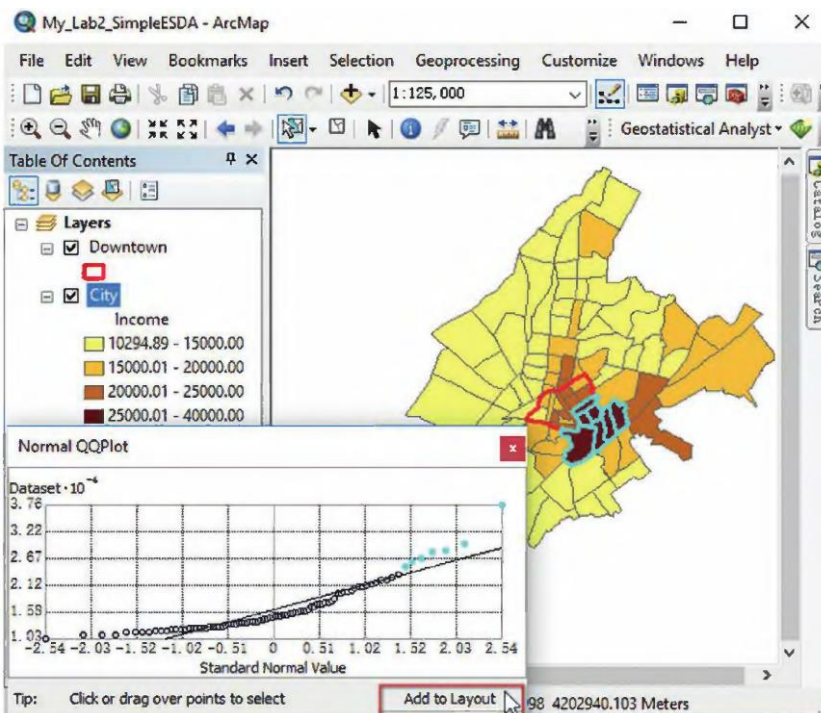 My_Lab2_SimpleESDA - ArcMap
File Edit View Bookmarks Insert Selection Geoprocessing Customize Windows Help
1:125,000
Geostatistical Analyst
Table Of Contents
Layers
Downtown
City
Income
10294.89 - 15000.00
15000.01 - 20000.00
20000.01 - 25000.00
25000.01 - 40000.00
Catalog
Search
Normal QQPlot
Dataset·10⁻⁴
3.76
3.22
2.67
2.12
1.58
1.03
-2.54 -2.03 -1.52 -1.02 -0.51 0 0.51 1.02 1.52 2.03 2.54
Standard Normal Value
Tip: Click or drag over points to select Add to Layout
98 4202940.103 Meters